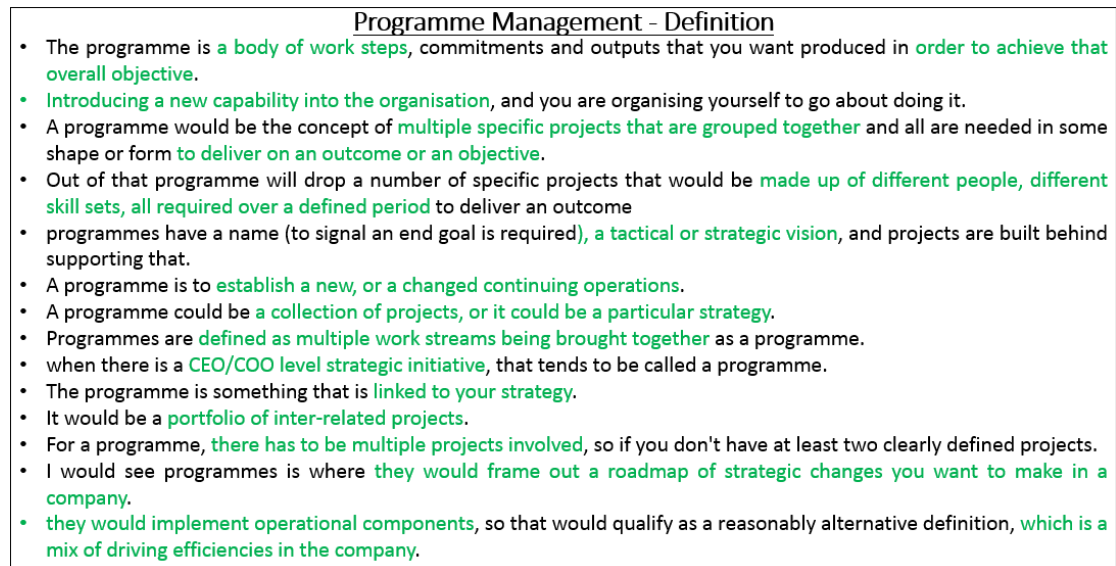 Programme Management - Definition
• The programme is a body of work steps, commitments and outputs that you want produced in order to achieve that
overall objective.
• Introducing a new capability into the organisation, and you are organising yourself to go about doing it.
• A programme would be the concept of multiple specific projects that are grouped together and all are needed in some
shape or form to deliver on an outcome or an objective.
• Out of that programme will drop a number of specific projects that would be made up of different people, different
skill sets, all required over a defined period to deliver an outcome
• programmes have a name (to signal an end goal is required), a tactical or strategic vision, and projects are built behind
supporting that.
• A programme is to establish a new, or a changed continuing operations.
• A programme could be a collection of projects, or it could be a particular strategy.
• Programmes are defined as multiple work streams being brought together as a programme.
• when there is a CEO/COO level strategic initiative, that tends to be called a programme.
• The programme is something that is linked to your strategy.
• It would be a portfolio of inter-related projects.
• For a programme, there has to be multiple projects involved, so if you don't have at least two clearly defined projects.
• I would see programmes is where they would frame out a roadmap of strategic changes you want to make in a
company.
• they would implement operational components, so that would qualify as a reasonably alternative definition, which is a
mix of driving efficiencies in the company.